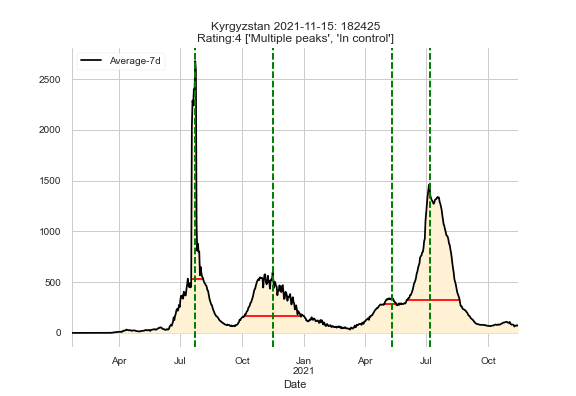 Kyrgyzstan 2021-11-15: 182425
Rating:4 ['Multiple peaks', 'In control']
Average-7d
2500
2000
1500
1000
500
0
Apr Jul Oct Jan Apr Jul Oct
2021
Date